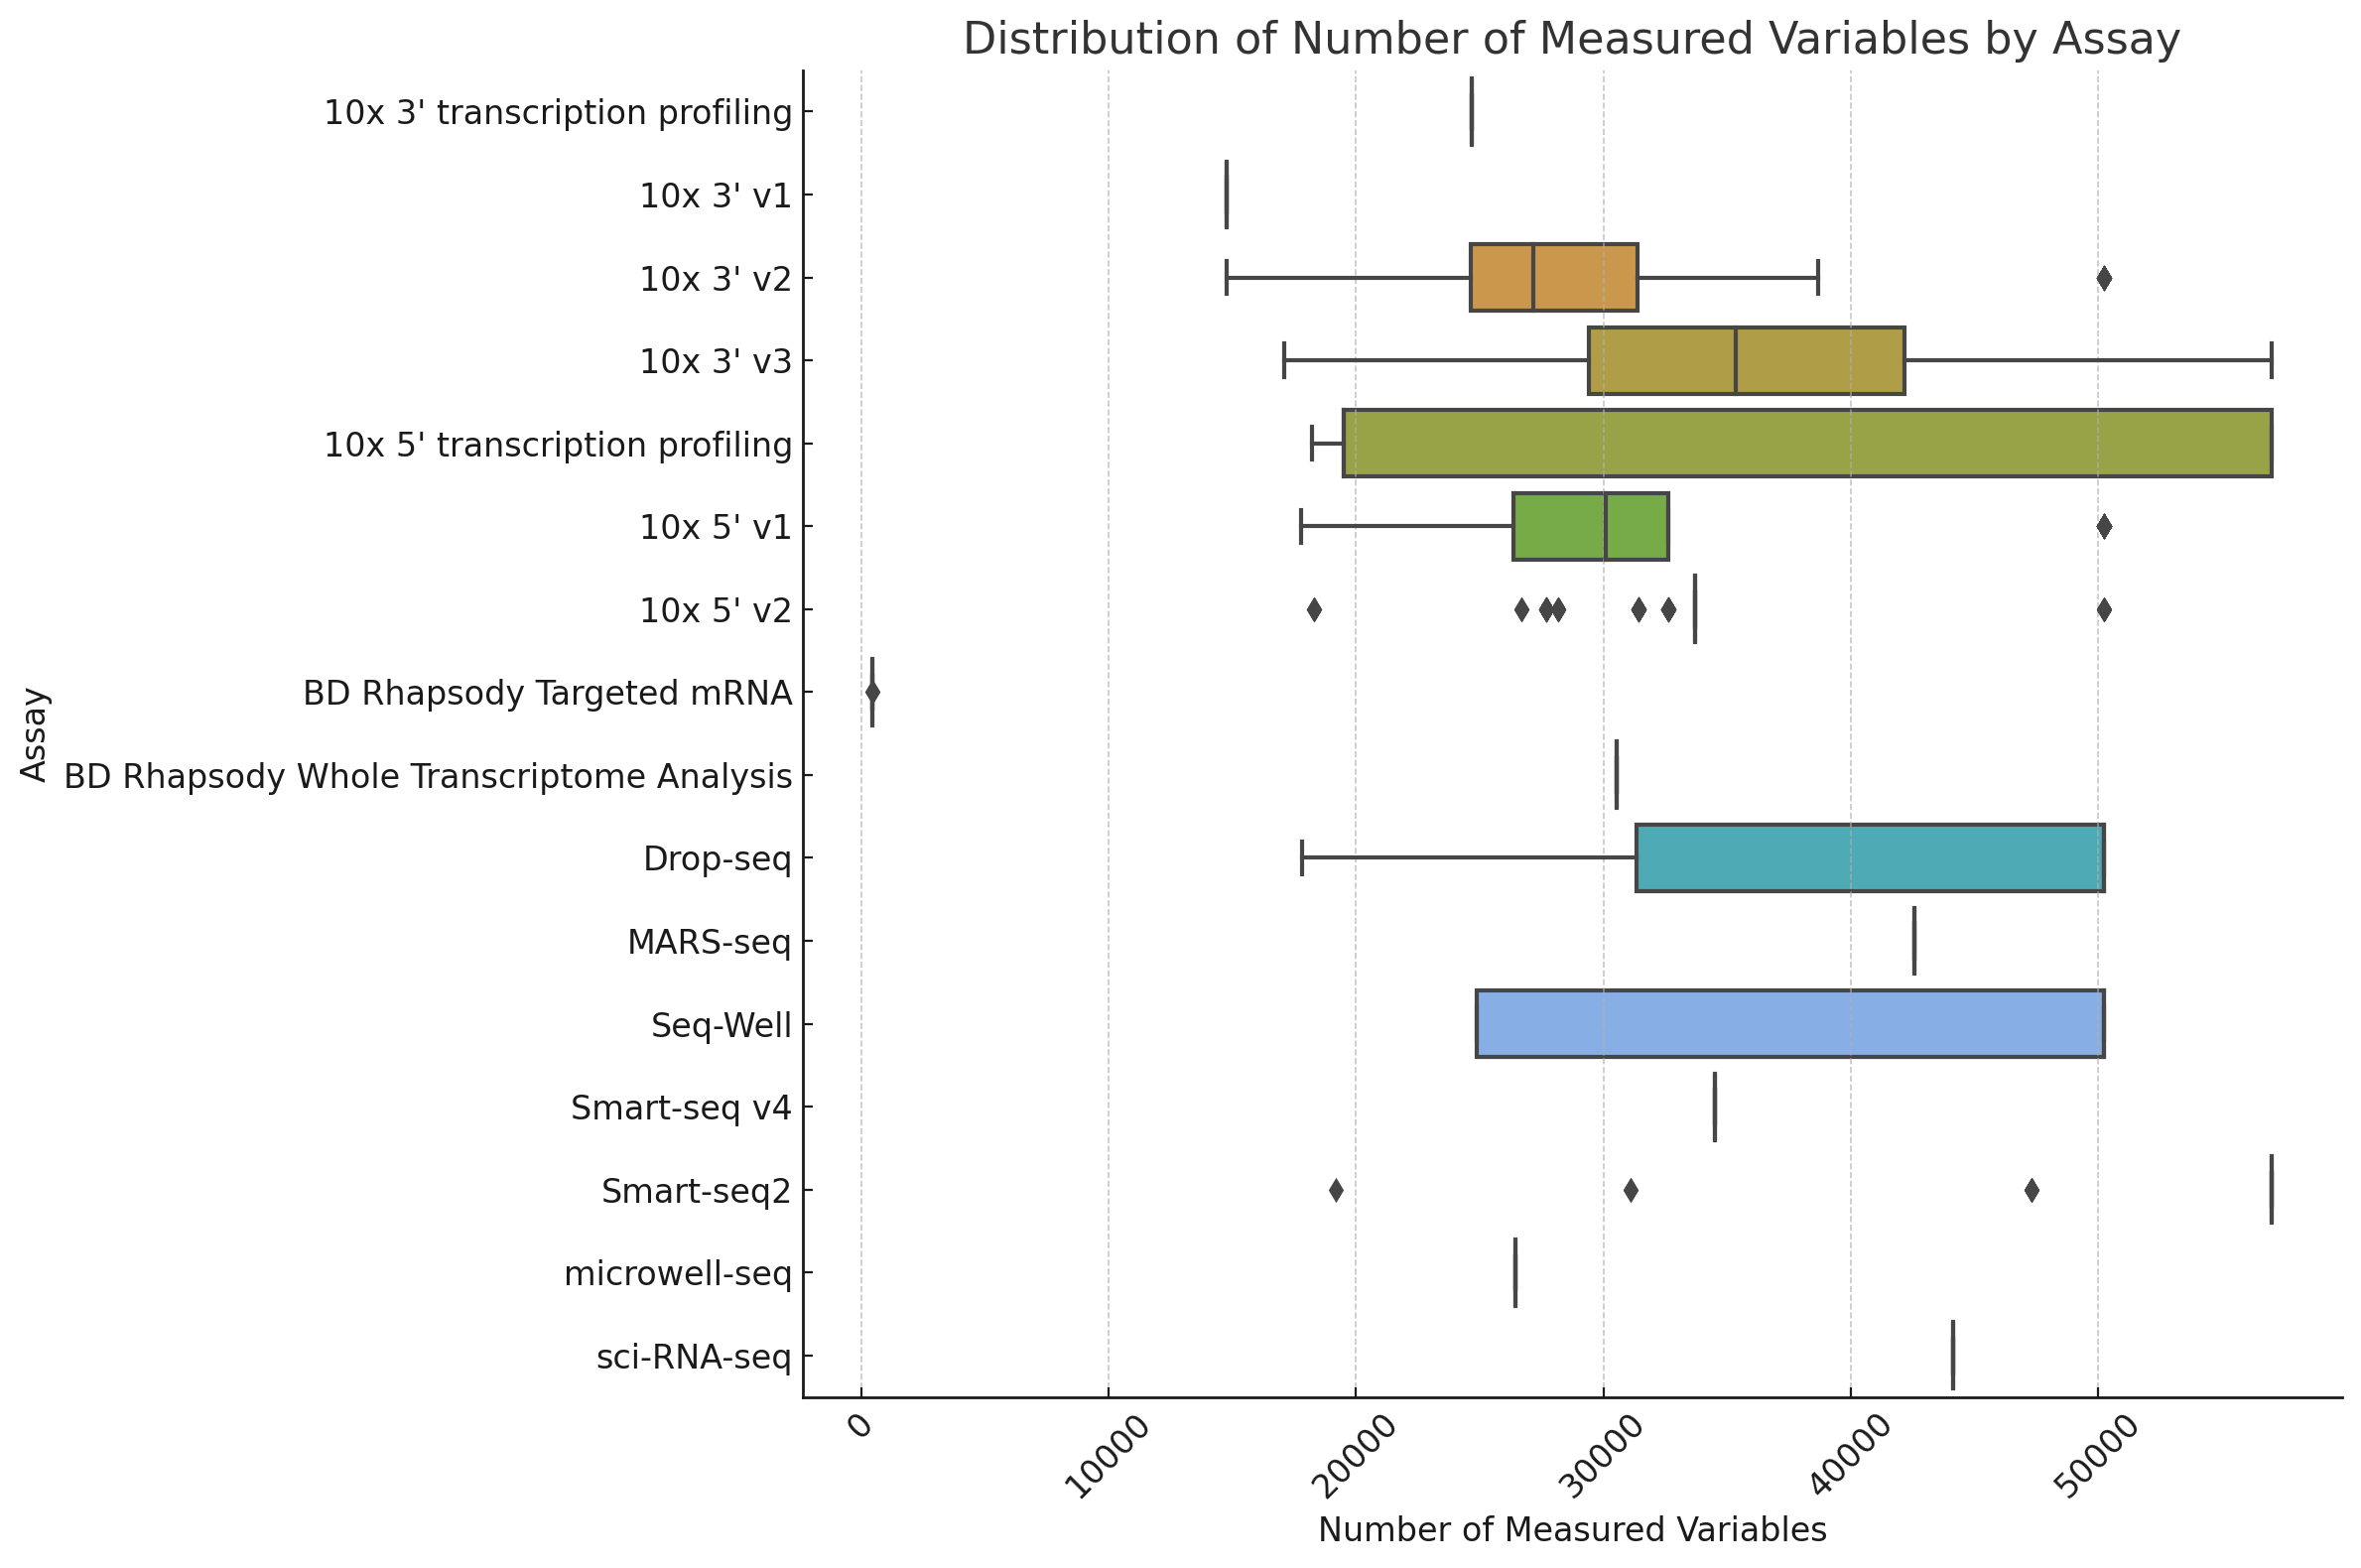 Distribution of Number of Measured Variables by Assay
10x 3' transcription profiling
10x 3' v1
10x 3' v2
10x 3' v3
10x 5' transcription profiling
10x 5' v1
10x 5' v2
BD Rhapsody Targeted mRNA
BD Rhapsody Whole Transcriptome Analysis
Drop-seq
MARS-seq
Seq-Well
Smart-seq v4
Smart-seq2
microwell-seq
sci-RNA-seq
Assay
0
10000
20000
30000
40000
50000
Number of Measured Variables